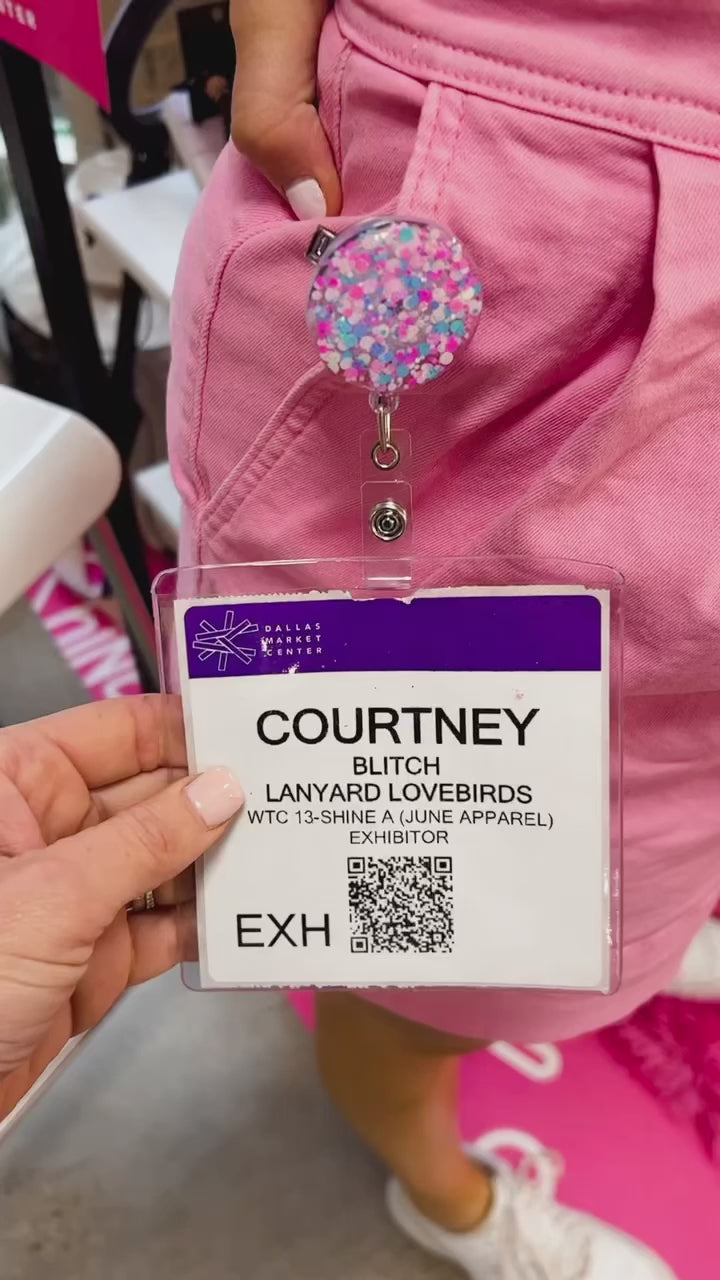 DALLAS
MARKET
CENTER
COURTNEY
BLITCH
LANYARD LOVEBIRDS
WTC 13-SHINE A (JUNE APPAREL)
EXHIBITOR
EXH